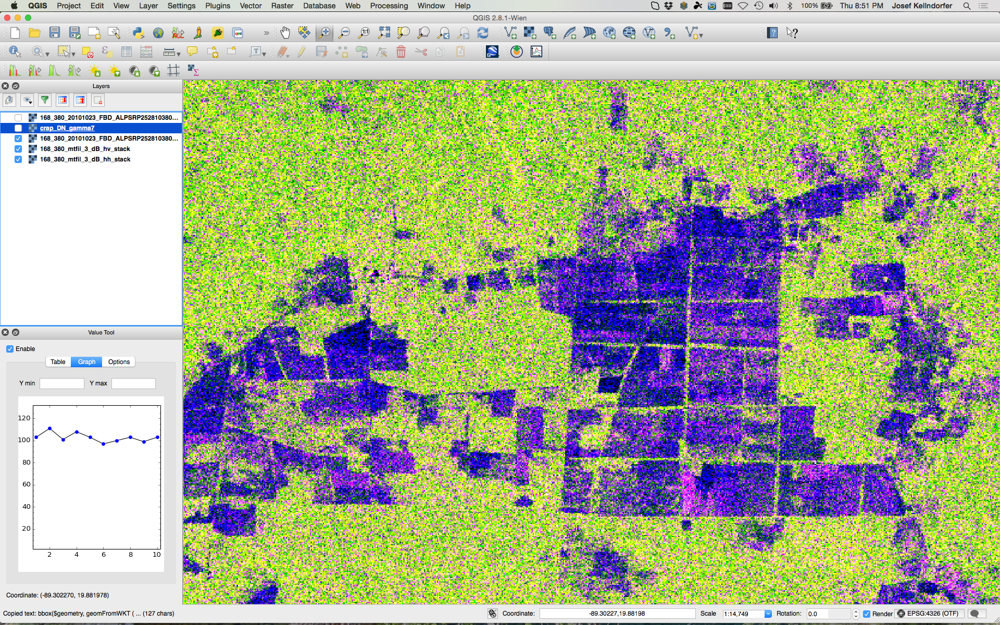 QGIS Project Edit View Layer Settings Plugins Vector Raster Database Web Processing Window Help 100% Thu 8:51 PM Josef Kellndorfer
QGIS 2.8.1-Wien
Layers
168_380_20101023_FBD_ALPSRP252810380...
crap_DN_gamma7
168_380_20101023_FBD_ALPSRP252810380...
168_380_mtfil_3_dB_hv_stack
168_380_mtfil_3_dB_hh_stack
Value Tool
Enable
Table Graph Options
Y min Y max
120
100
80
60
40
20
2 4 6 8 10
Coordinate: (-89.302270, 19.881978)
Copied text: bbox($geometry, geomFromWKT ( ... (127 chars) Coordinate: -89.30227,19.88198 Scale 1:14,749 Rotation: 0.0 Render EPSG:4326 (OTF)